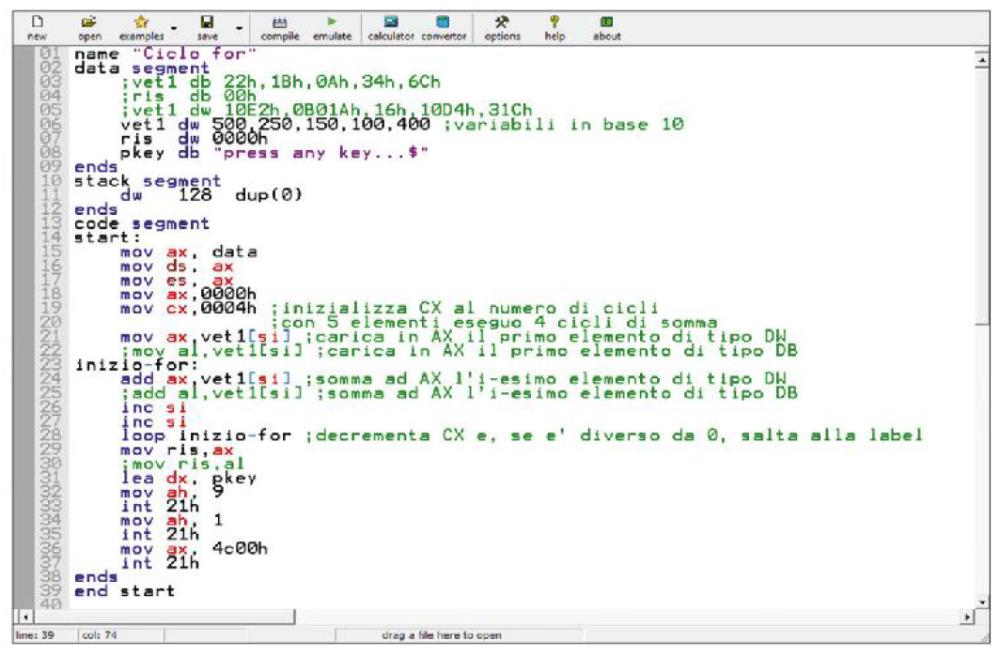 new open examples save compile emulate calculator convertor options help about
01 name "Ciclo for"
02 data segment
03 ;vet1 db 22h,1Bh,0Ah,34h,6Ch
04 ;ris db 00h
05 ;vet1 dw 10E2h,0B01Ah,16h,10D4h,31Ch
06 vet1 dw 500,250,150,100,400 ;variabili in base 10
07 ris dw 0000h
08 pkey db "press any key...$"
09 ends
10 stack segment
11 dw 128 dup(0)
12 ends
13 code segment
14 start:
15 mov ax, data
16 mov ds, ax
17 mov es, ax
18 mov ax,0000h
19 mov cx,0004h ;inizializza CX al numero di cicli
20 ;con 5 elementi eseguo 4 cicli di somma
21 mov ax,vet1[si] ;carica in AX il primo elemento di tipo DW
22 ;mov al,vet1[si] ;carica in AX il primo elemento di tipo DB
23 inizio-for:
24 add ax,vet1[si] ;somma ad AX l'i-esimo elemento di tipo DW
25 ;add al,vet1[si] ;somma ad AX l'i-esimo elemento di tipo DB
26 inc si
27 inc si
28 loop inizio-for ;decrementa CX e, se e' diverso da 0, salta alla label
29 mov ris,ax
30 ;mov ris,al
31 lea dx, pkey
32 mov ah, 9
33 int 21h
34 mov ah, 1
35 int 21h
36 mov ax, 4c00h
37 int 21h
38 ends
39 end start
40
line: 39 col: 74 drag a file here to open